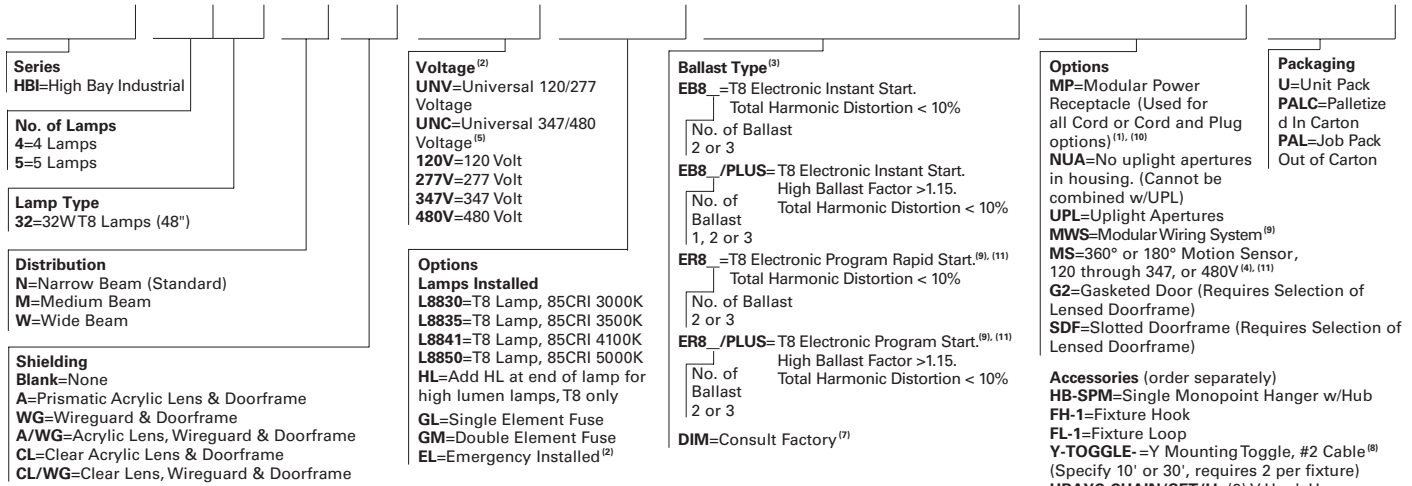 Series
HBI=High Bay Industrial
No. of Lamps
4=4 Lamps
5=5 Lamps
Lamp Type
32=32W T8 Lamps (48")
Distribution
N=Narrow Beam (Standard)
M=Medium Beam
W=Wide Beam
Shielding
Blank=None
A=Prismatic Acrylic Lens & Doorframe
WG=Wireguard & Doorframe
A/WG=Acrylic Lens, Wireguard & Doorframe
CL=Clear Acrylic Lens & Doorframe
CL/WG=Clear Lens, Wireguard & Doorframe
Voltage (2)
UNV=Universal 120/277
Voltage
UNC=Universal 347/480
Voltage (5)
120V=120 Volt
277V=277 Volt
347V=347 Volt
480V=480 Volt
Options
Lamps Installed
L8830=T8 Lamp, 85CRI 3000K
L8835=T8 Lamp, 85CRI 3500K
L8841=T8 Lamp, 85CRI 4100K
L8850=T8 Lamp, 85CRI 5000K
HL=Add HL at end of lamp for
high lumen lamps, T8 only
GL=Single Element Fuse
GM=Double Element Fuse
EL=Emergency Installed (2)
Ballast Type (3)
EB8_=T8 Electronic Instant Start.
Total Harmonic Distortion < 10%
No. of Ballast
2 or 3
EB8_/PLUS= T8 Electronic Instant Start.
High Ballast Factor >1.15.
Total Harmonic Distortion < 10%
No. of
Ballast
1, 2 or 3
ER8_=T8 Electronic Program Rapid Start. (9), (11)
Total Harmonic Distortion < 10%
No. of Ballast
2 or 3
ER8_/PLUS= T8 Electronic Program Start. (9), (11)
High Ballast Factor >1.15.
Total Harmonic Distortion < 10%
No. of
Ballast
2 or 3
DIM=Consult Factory (7)
Options
MP=Modular Power
Receptacle (Used for
all Cord or Cord and Plug
options) (1), (10)
NUA=No uplight apertures
in housing. (Cannot be
combined w/UPL)
UPL=Uplight Apertures
MWS=Modular Wiring System (9)
MS=360° or 180° Motion Sensor,
120 through 347, or 480V (4), (11)
G2=Gasketed Door (Requires Selection of
Lensed Doorframe)
SDF=Slotted Doorframe (Requires Selection of
Lensed Doorframe)
Accessories (order separately)
HB-SPM=Single Monopoint Hanger w/Hub
FH-1=Fixture Hook
FL-1=Fixture Loop
Y-TOGGLE- =Y Mounting Toggle, #2 Cable (8)
(Specify 10' or 30', requires 2 per fixture)
Packaging
U=Unit Pack
PALC=Palletize
d In Carton
PAL=Job Pack
Out of Carton